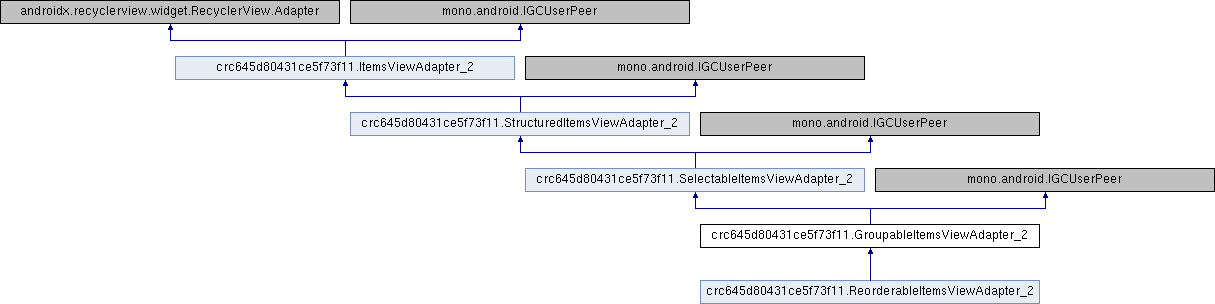 androidx.recyclerview.widget.RecyclerView.Adapter
mono.android.IGCUserPeer
crc645d80431ce5f73f11.ItemsViewAdapter_2
mono.android.IGCUserPeer
crc645d80431ce5f73f11.StructuredItemsViewAdapter_2
mono.android.IGCUserPeer
crc645d80431ce5f73f11.SelectableItemsViewAdapter_2
mono.android.IGCUserPeer
crc645d80431ce5f73f11.GroupableItemsViewAdapter_2
crc645d80431ce5f73f11.ReorderableItemsViewAdapter_2